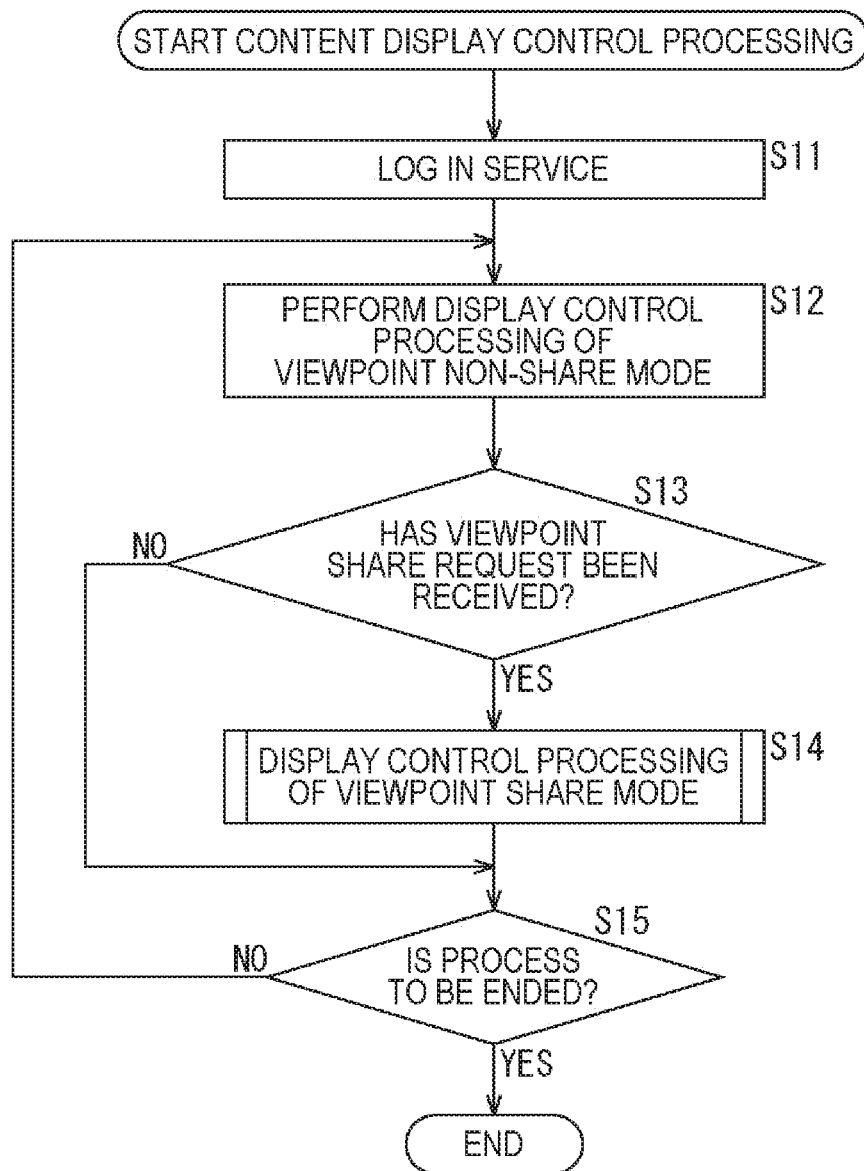 START CONTENT DISPLAY CONTROL PROCESSING
S11
LOG IN SERVICE
S12
PERFORM DISPLAY CONTROL
PROCESSING OF
VIEWPOINT NON-SHARE MODE
S13
HAS VIEWPOINT
SHARE REQUEST BEEN
RECEIVED?
NO
YES
S14
DISPLAY CONTROL PROCESSING
OF VIEWPOINT SHARE MODE
S15
IS PROCESS
TO BE ENDED?
NO
YES
END